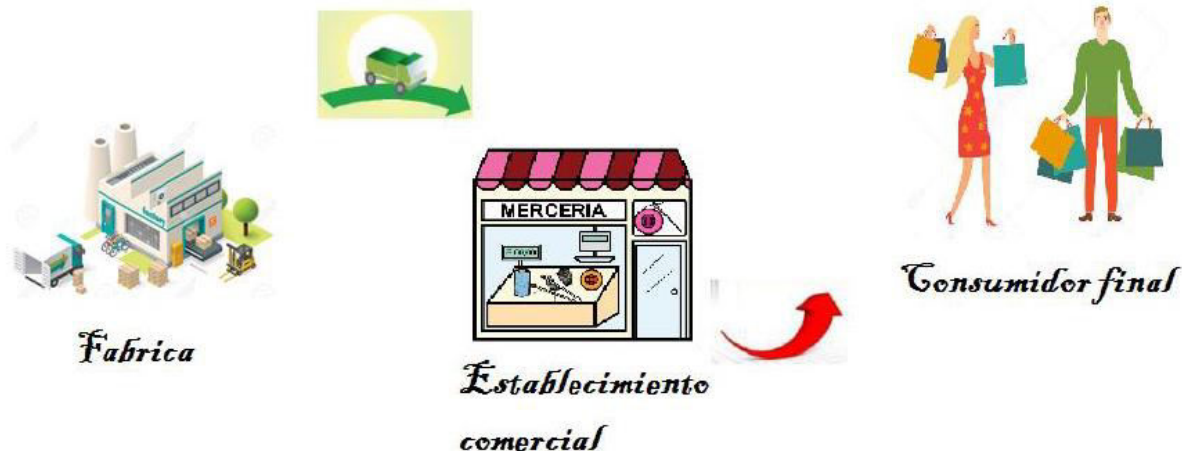 MERCERIA
Consumidor final
Fabrica
Establecimiento
comercial